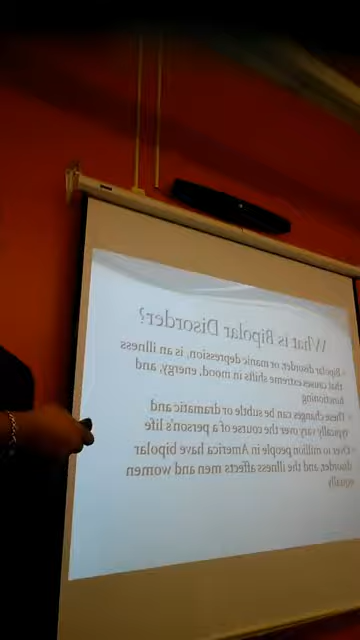 What is Bipolar Disorder?
Bipolar disorder, or manic depression, is an illness
that causes extreme shifts in mood, energy, and
functioning
These changes can be subtle or dramatic and
typically vary over the course of a person's life
Over 10 million people in America have bipolar
disorder, and the illness affects men and women
equally